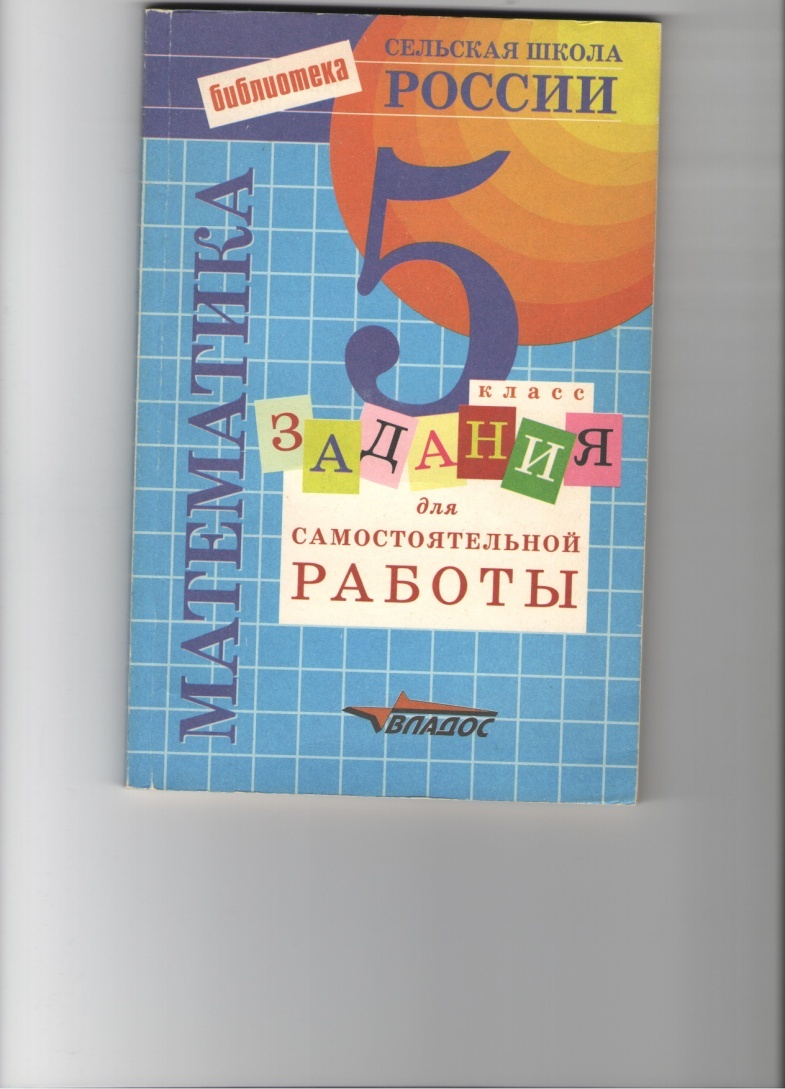 библиотека
СЕЛЬСКАЯ ШКОЛА
РОССИИ
МАТЕМАТИКА
5
класс
ЗАДАНИЯ
для
САМОСТОЯТЕЛЬНОЙ
РАБОТЫ
ВЛАДОС